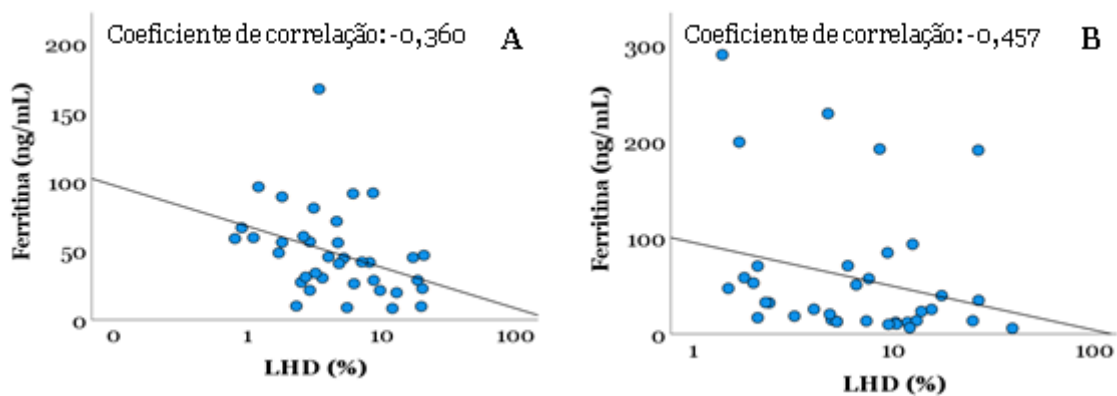 Coeficiente de correlação: -0,360 A
Ferritina (ng/mL)
200
150
100
50
0
0 1 10 100
LHD (%)
Coeficiente de correlação: -0,457 B
Ferritina (ng/mL)
300
200
100
0
1 10 100
LHD (%)